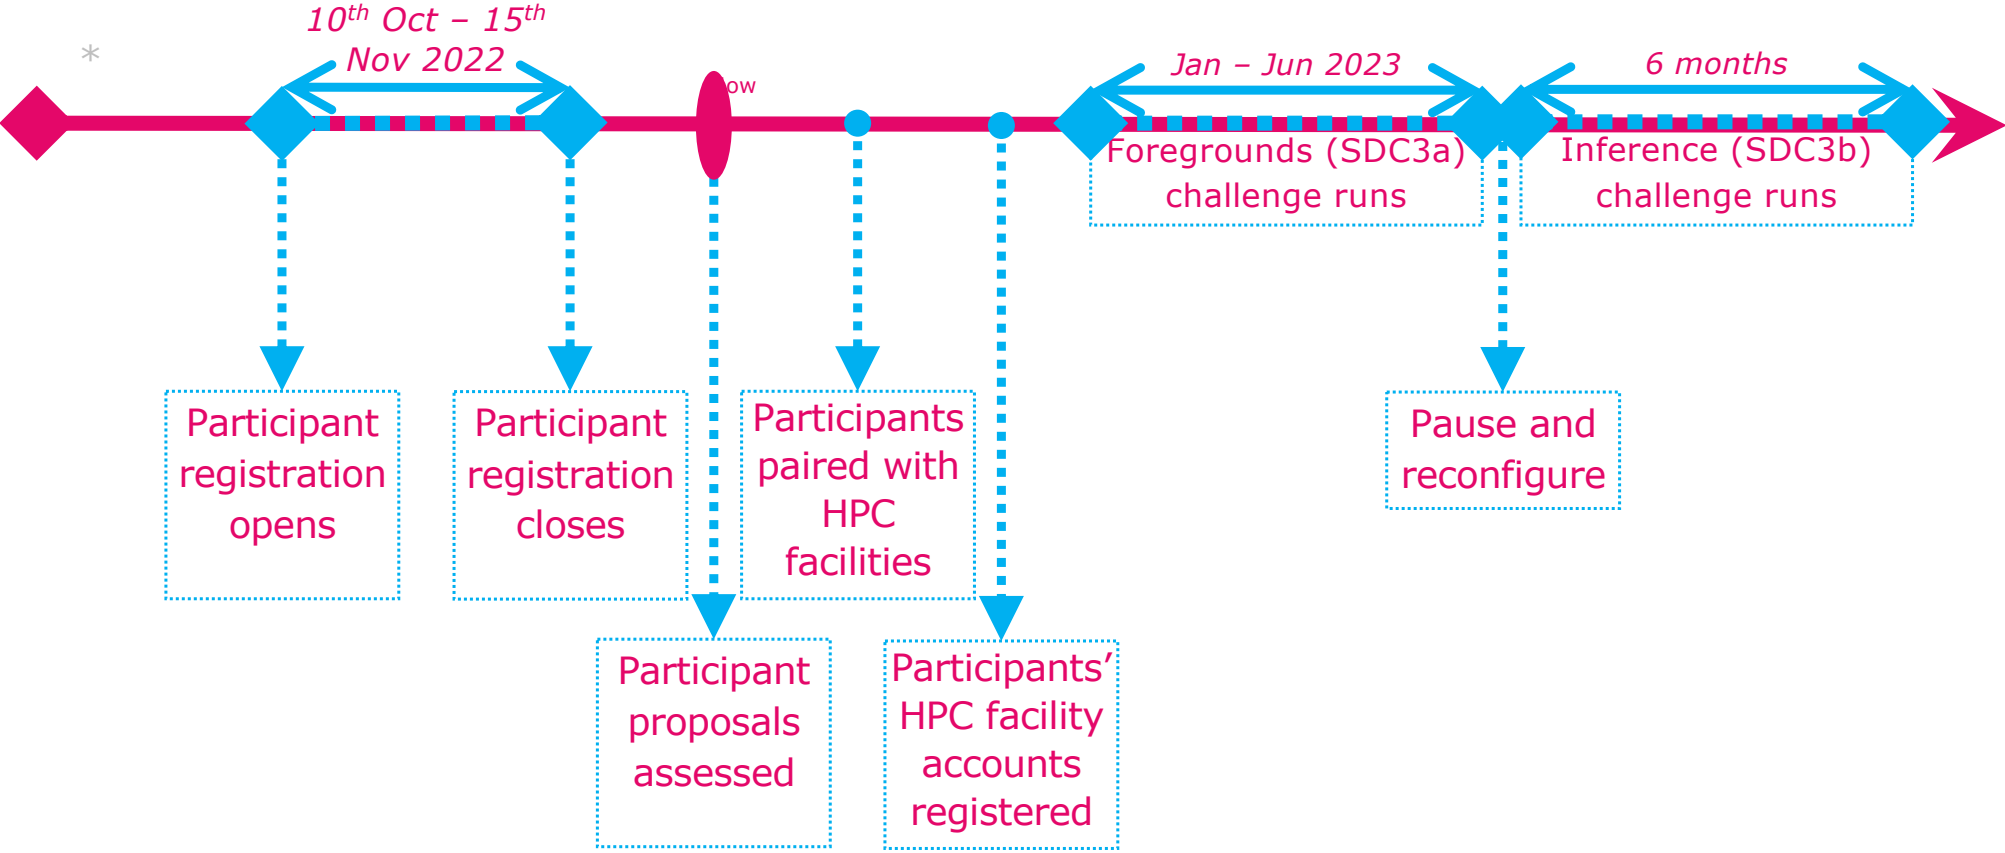 10th Oct – 15th
Nov 2022
*
Jan – Jun 2023
6 months
Foregrounds (SDC3a)
challenge runs
Inference (SDC3b)
challenge runs
Participant
registration
opens
Participant
registration
closes
Participants
paired with
HPC
facilities
Pause and
reconfigure
Participant
proposals
assessed
Participants’
HPC facility
accounts
registered